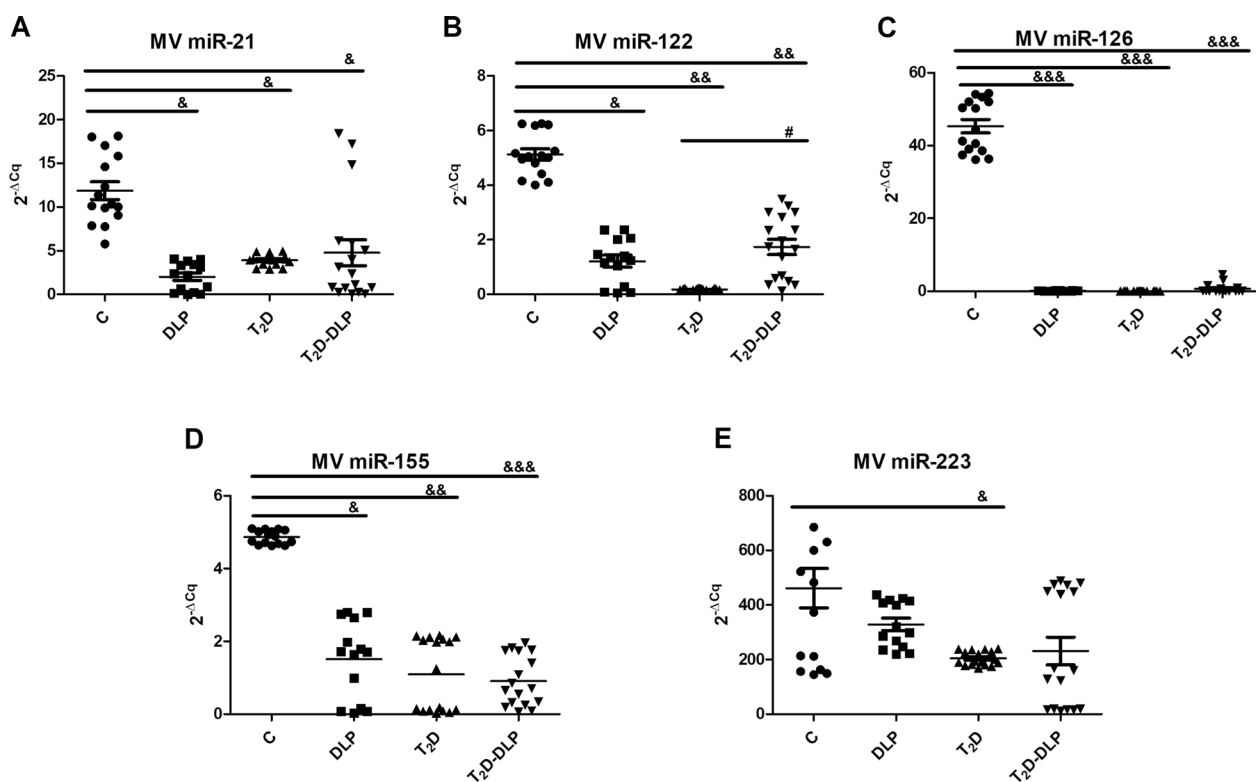 A
MV miR-21
&
&
&
25
20
15
10
5
0
2^-ΔCq
C
DLP
T₂D
T₂D-DLP
B
MV miR-122
&&
&&
&
#
8
6
4
2
0
2^-ΔCq
C
DLP
T₂D
T₂D-DLP
C
MV miR-126
&&&
&&&
&&&
60
40
20
0
2^-ΔCq
C
DLP
T₂D
T₂D-DLP
D
MV miR-155
&&&
&&
&
6
4
2
0
2^-ΔCq
C
DLP
T₂D
T₂D-DLP
E
MV miR-223
&
800
600
400
200
0
2^-ΔCq
C
DLP
T₂D
T₂D-DLP